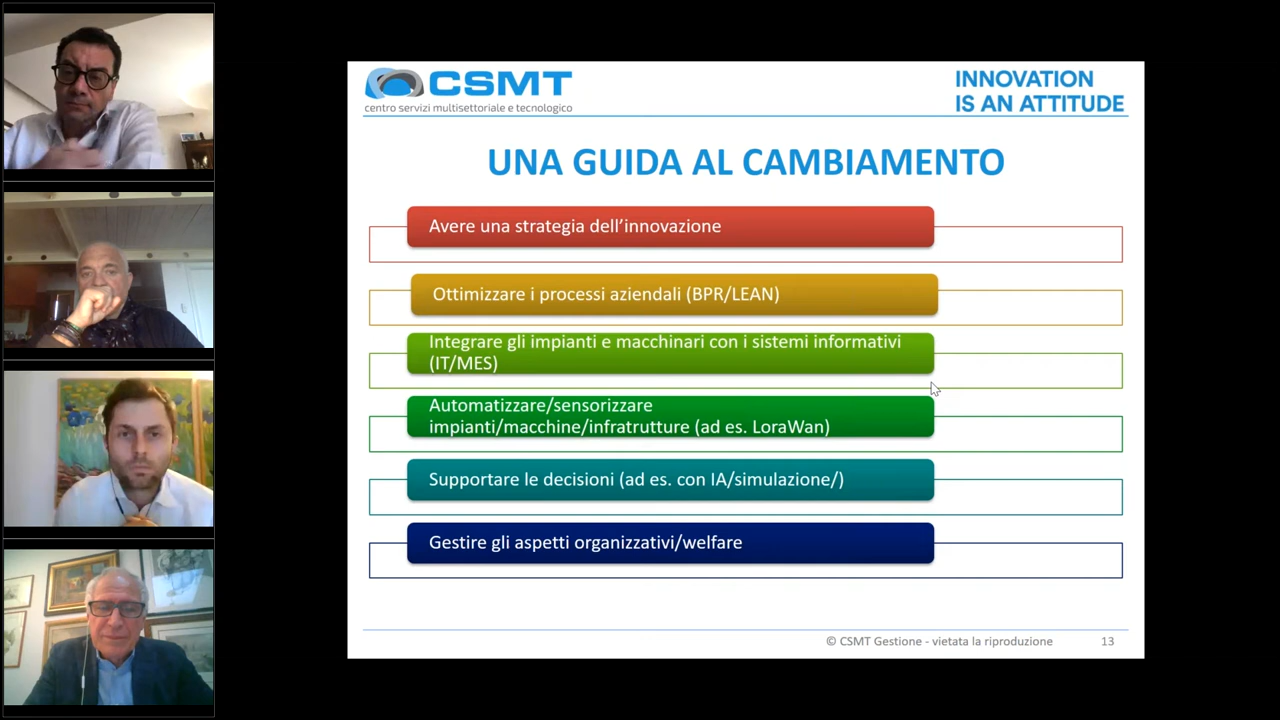 CSMT
centro servizi multisettoriale e tecnologico
INNOVATION
IS AN ATTITUDE
UNA GUIDA AL CAMBIAMENTO
Avere una strategia dell’innovazione
Ottimizzare i processi aziendali (BPR/LEAN)
Integrare gli impianti e macchinari con i sistemi informativi
(IT/MES)
Automatizzare/sensorizzare
impianti/macchine/infratrutture (ad es. LoraWan)
Supportare le decisioni (ad es. con IA/simulazione/)
Gestire gli aspetti organizzativi/welfare
© CSMT Gestione - vietata la riproduzione 13